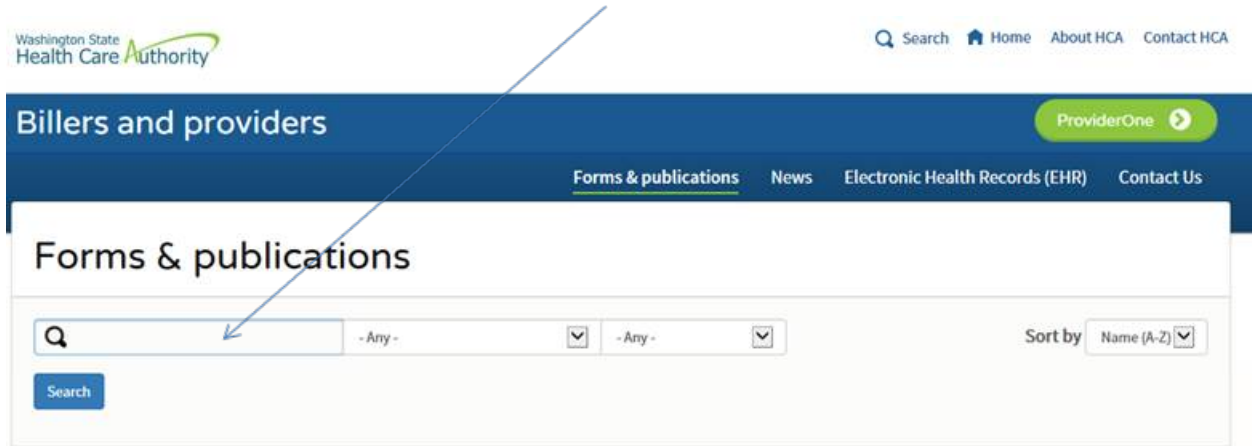 Washington State
Health Care Authority
Search Home About HCA Contact HCA
Billers and providers
ProviderOne
Forms & publications News Electronic Health Records (EHR) Contact Us
Forms & publications
- Any - - Any - Sort by Name (A-Z)
Search